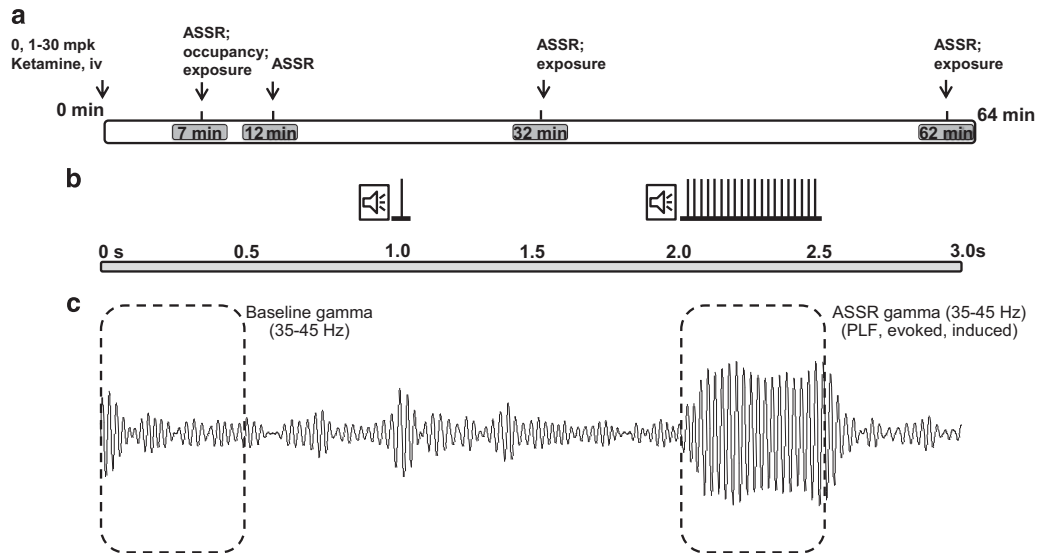 a
0, 1-30 mpk
Ketamine, iv
ASSR;
occupancy;
exposure
ASSR
ASSR;
exposure
ASSR;
exposure
0 min
64 min
7 min
12 min
32 min
62 min
b
0 s
0.5
1.0
1.5
2.0
2.5
3.0s
c
Baseline gamma
(35-45 Hz)
ASSR gamma (35-45 Hz)
(PLF, evoked, induced)